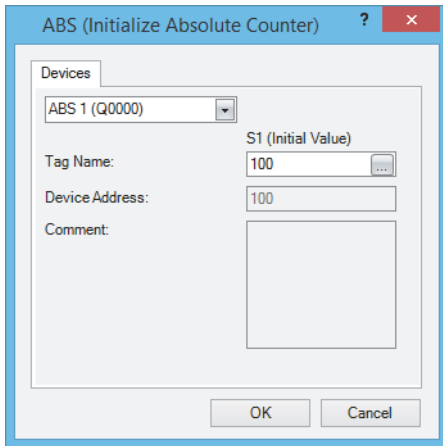 ABS (Initialize Absolute Counter) ? ×
Devices
ABS 1 (Q0000)
S1 (Initial Value)
Tag Name: 100 ...
Device Address: 100
Comment:
OK Cancel